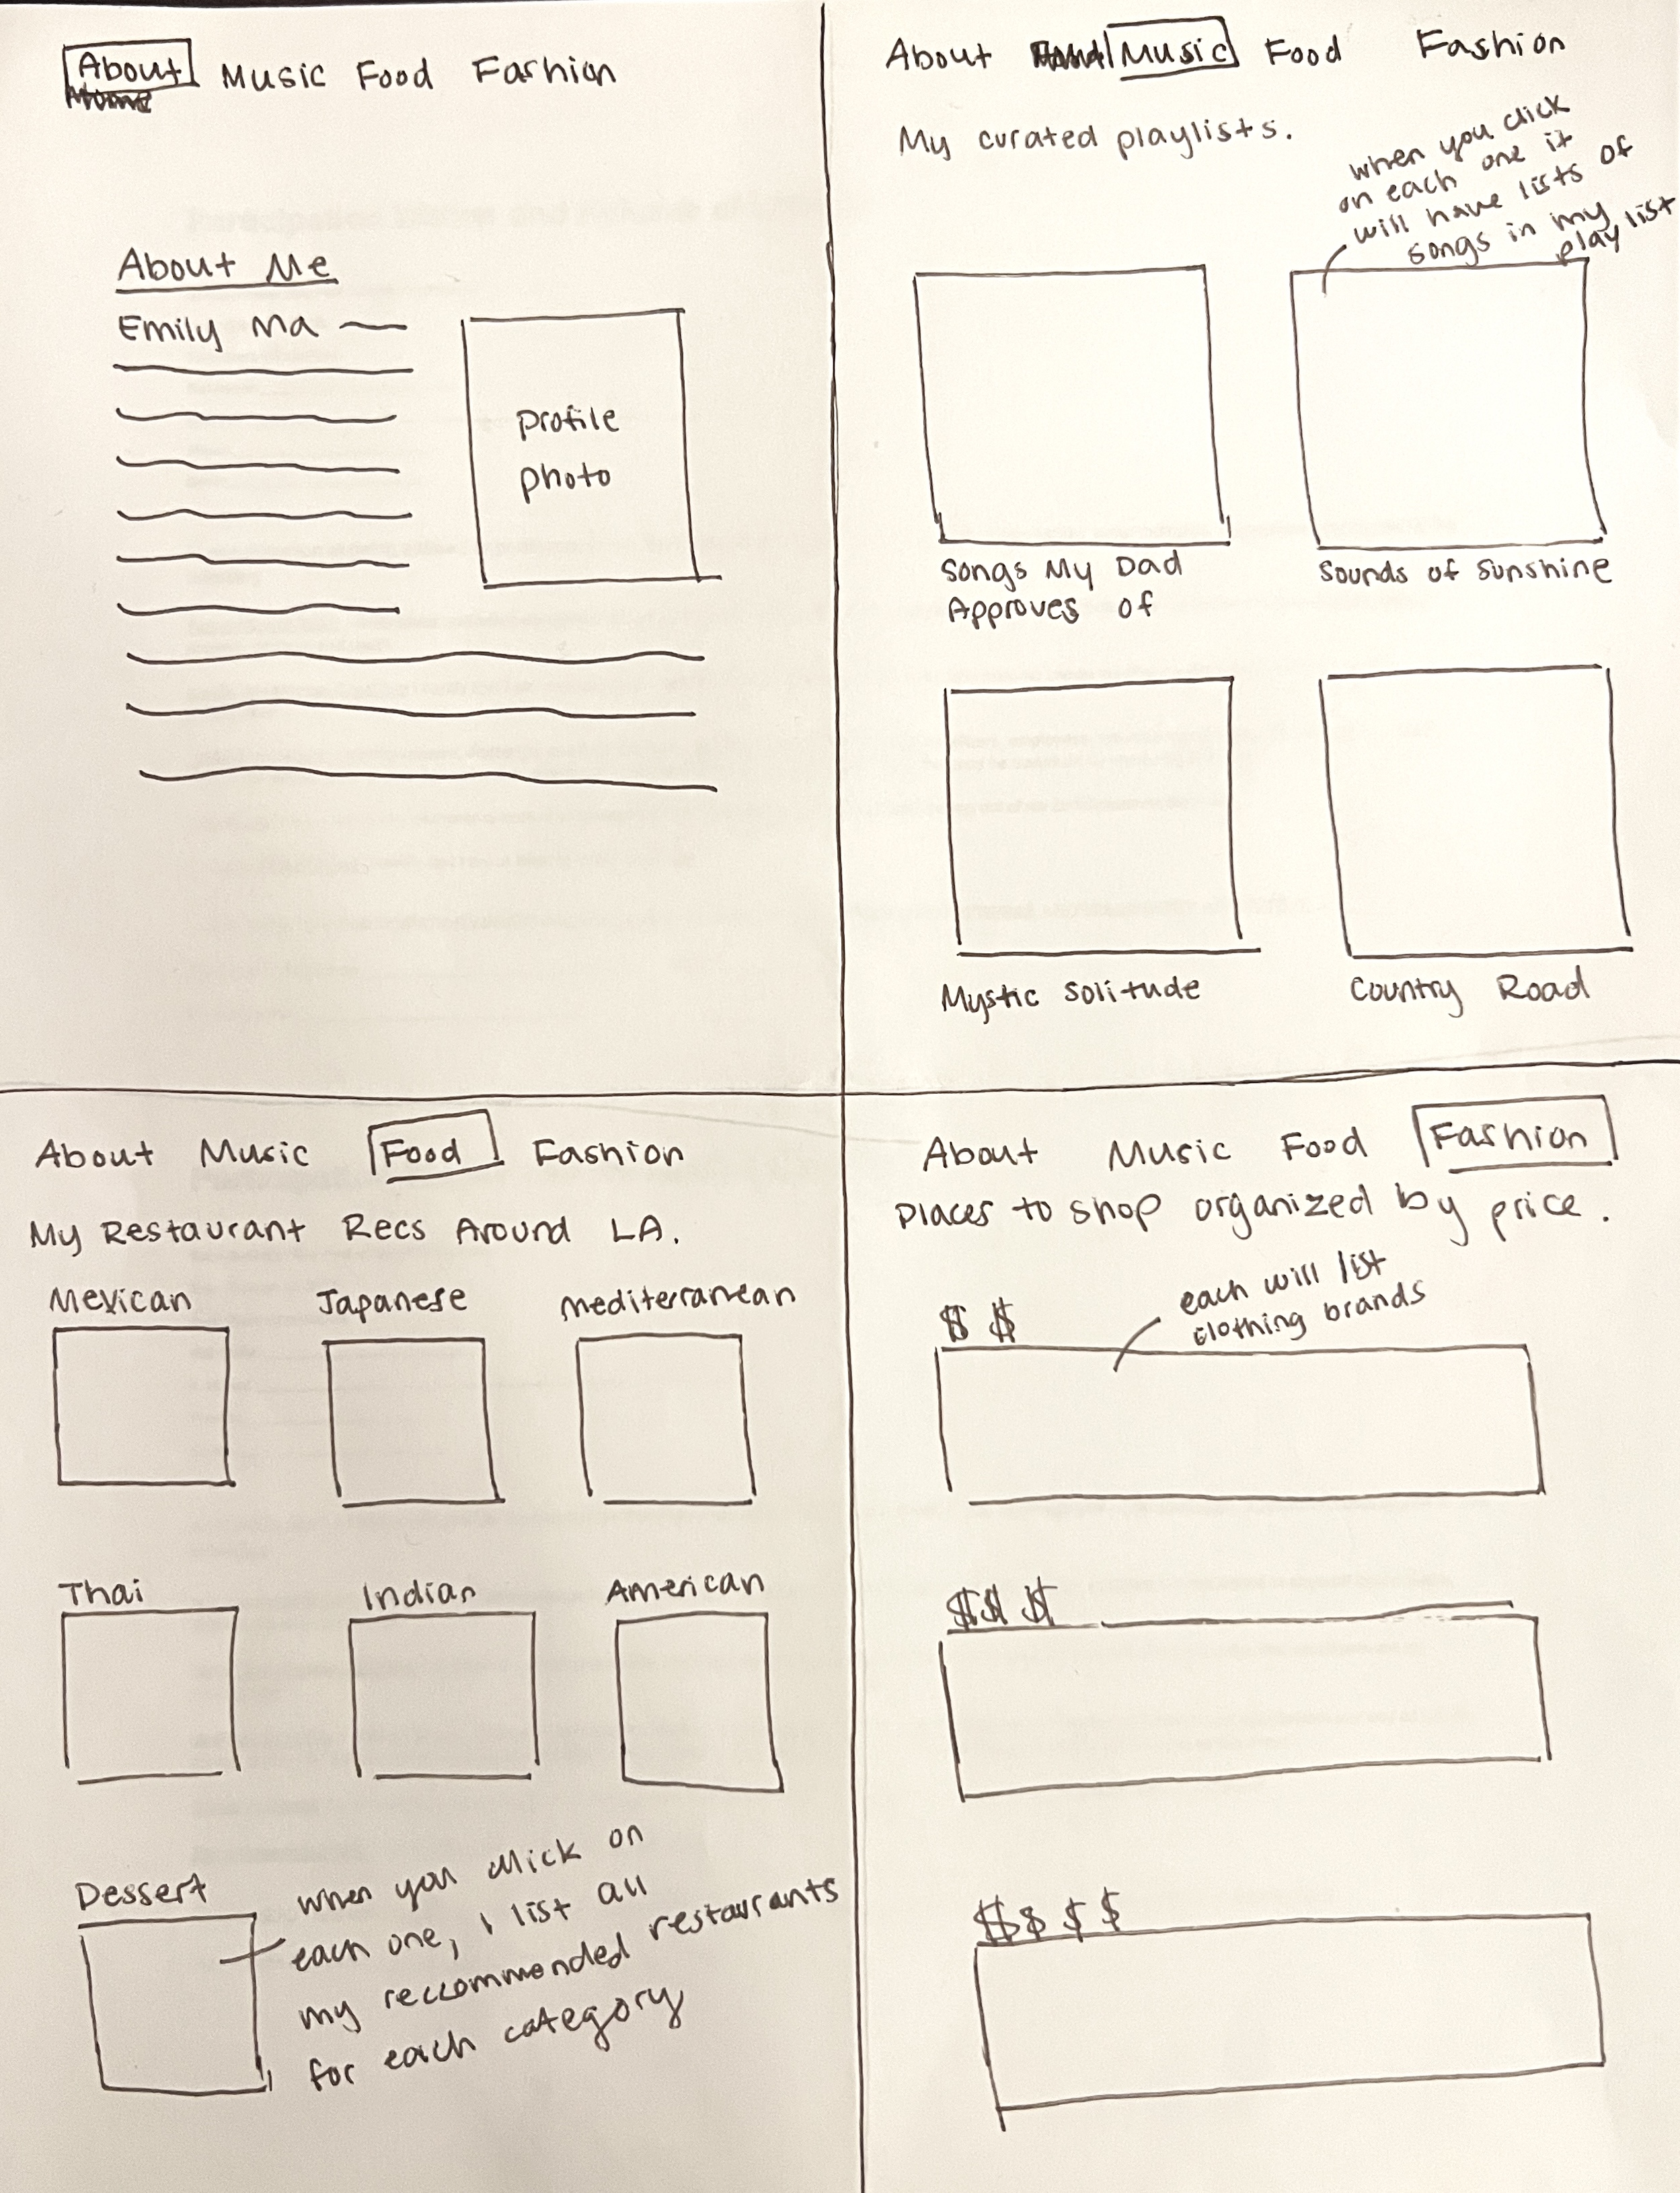 About Music Food Fashion
Home
About Me
Emily Ma
profile
photo
About Music Food Fashion
My curated playlists.
when you click
on each one it
will have lists of
songs in my
playlist
Songs My Dad
Approves of
Sounds of Sunshine
Mystic Solitude
Country Road
About Music Food Fashion
My Restaurant Recs Around LA.
Mexican Japanese Mediterranean
Thai Indian American
Dessert
when you click on
each one, I list all
my reccommended restaurants
for each category
About Music Food Fashion
Places to shop organized by price.
each will list
clothing brands
$ $
$$ $
$$ $ $